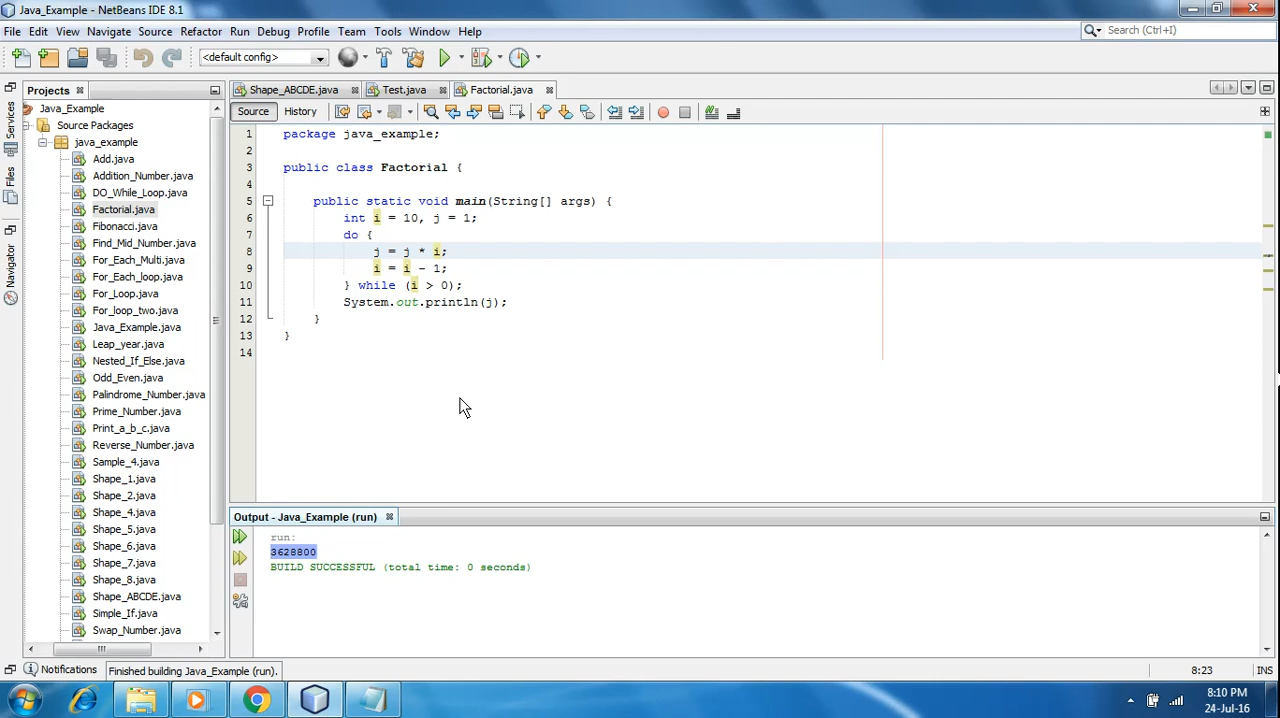 Java_Example - NetBeans IDE 8.1
File Edit View Navigate Source Refactor Run Debug Profile Team Tools Window Help
Search (Ctrl+I)
<default config>
Projects
Shape_ABCDE.java Test.java Factorial.java
Source History
Services
Files
Navigator
Java_Example
Source Packages
java_example
Add.java
Addition_Number.java
DO_While_Loop.java
Factorial.java
Fibonacci.java
Find_Mid_Number.java
For_Each_Multi.java
For_Each_loop.java
For_Loop.java
For_loop_two.java
Java_Example.java
Leap_year.java
Nested_If_Else.java
Odd_Even.java
Palindrome_Number.java
Prime_Number.java
Print_a_b_c.java
Reverse_Number.java
Sample_4.java
Shape_1.java
Shape_2.java
Shape_4.java
Shape_5.java
Shape_6.java
Shape_7.java
Shape_8.java
Shape_ABCDE.java
Simple_If.java
Swap_Number.java
1 package java_example;
2
3 public class Factorial {
4
5 public static void main(String[] args) {
6 int i = 10, j = 1;
7 do {
8 j = j * i;
9 i = i - 1;
10 } while (i > 0);
11 System.out.println(j);
12 }
13 }
14
Output - Java_Example (run)
run:
3628800
BUILD SUCCESSFUL (total time: 0 seconds)
Notifications
Finished building Java_Example (run).
8:23 INS
8:10 PM
24-Jul-16